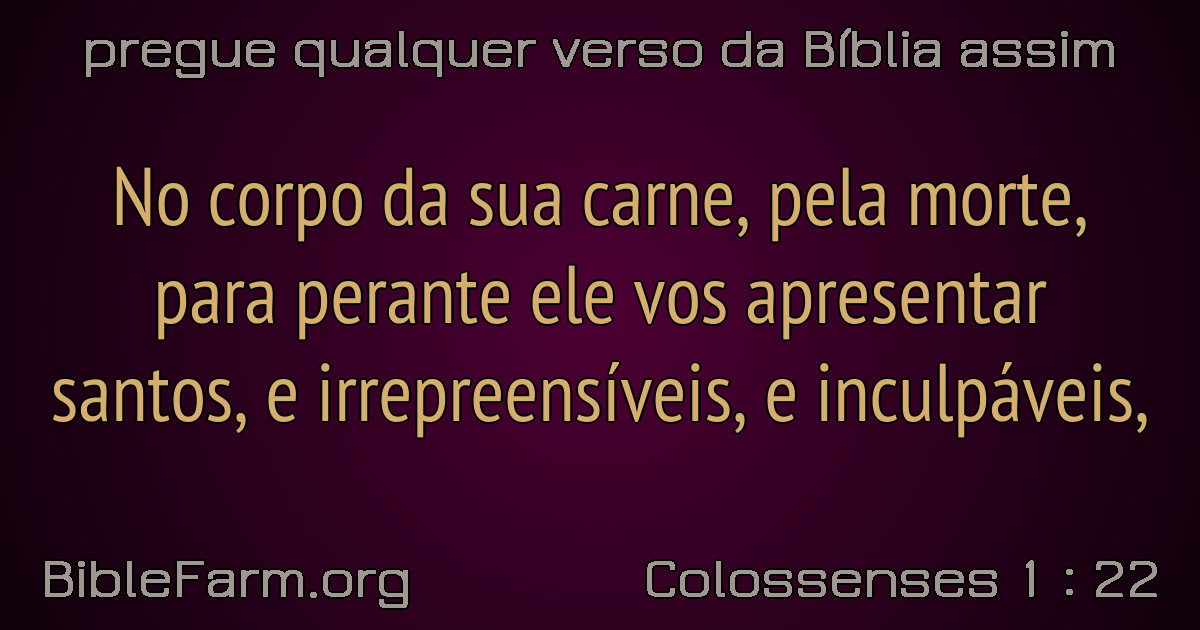 pregue qualquer verso da Bíblia assim
No corpo da sua carne, pela morte,
para perante ele vos apresentar
santos, e irrepreensíveis, e inculpáveis,
BibleFarm.org
Colossenses 1 : 22